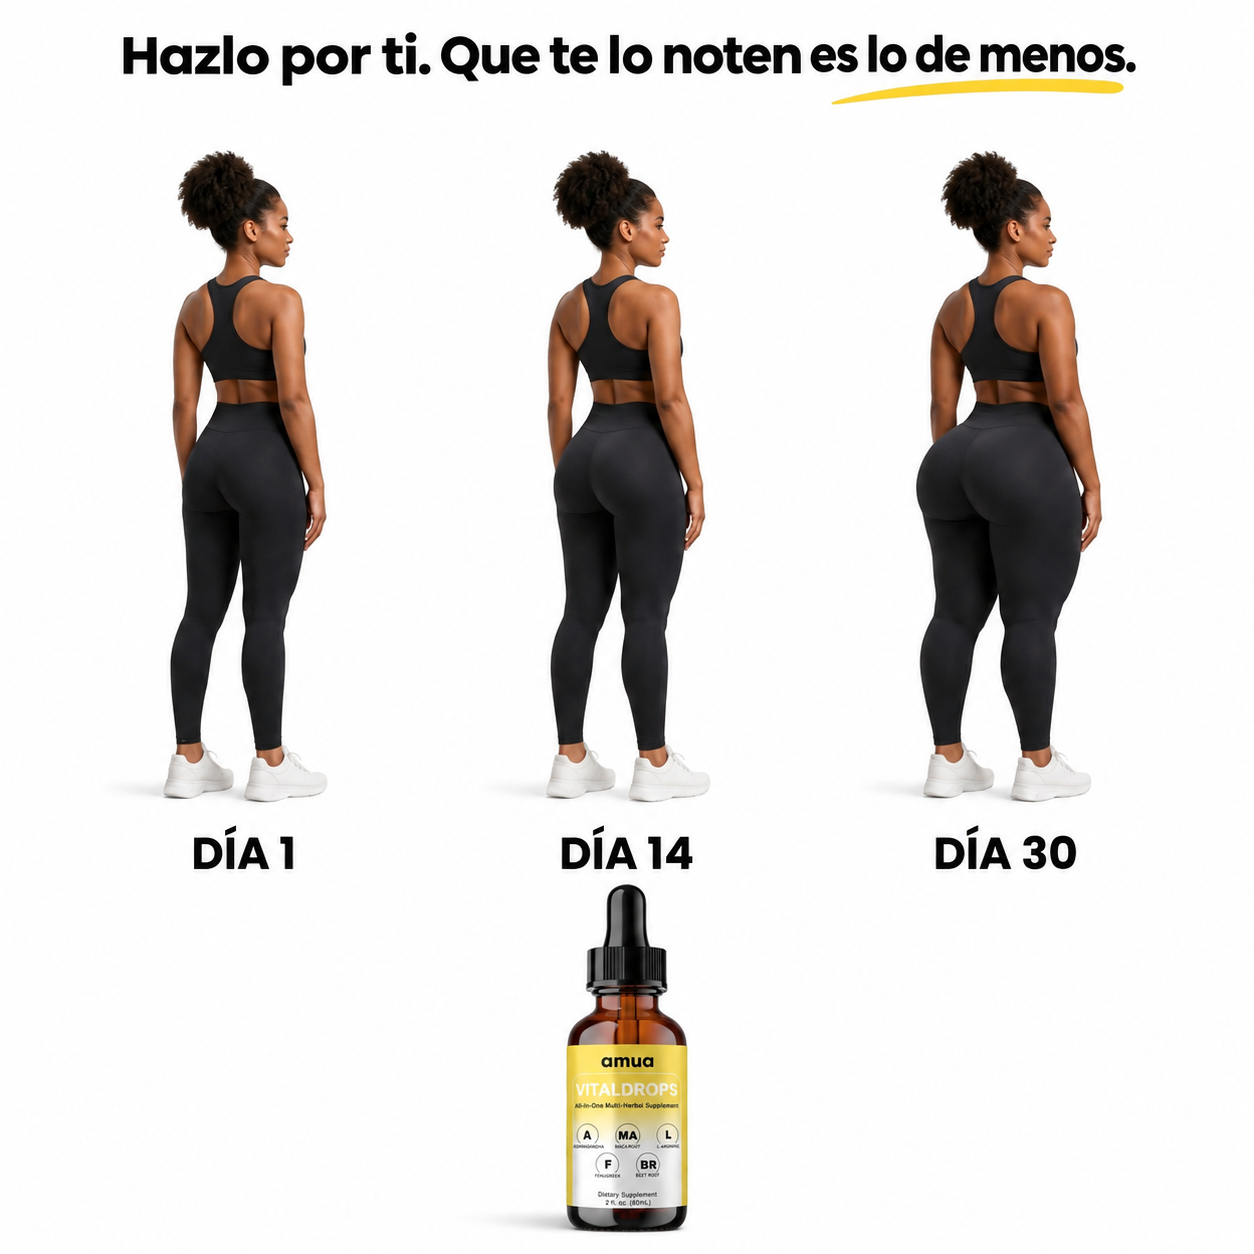 Hazlo por ti. Que te lo noten es lo de menos.
DÍA 1
DÍA 14
DÍA 30
amua
VITALDROPS
All-In-One Multi-Herbal Supplement
A
MA
L
ASHWAGANDHA
MACA ROOT
L-ARGININE
F
BR
FENUGREEK
BEET ROOT
Dietary Supplement
2 fl. oc. (60mL)